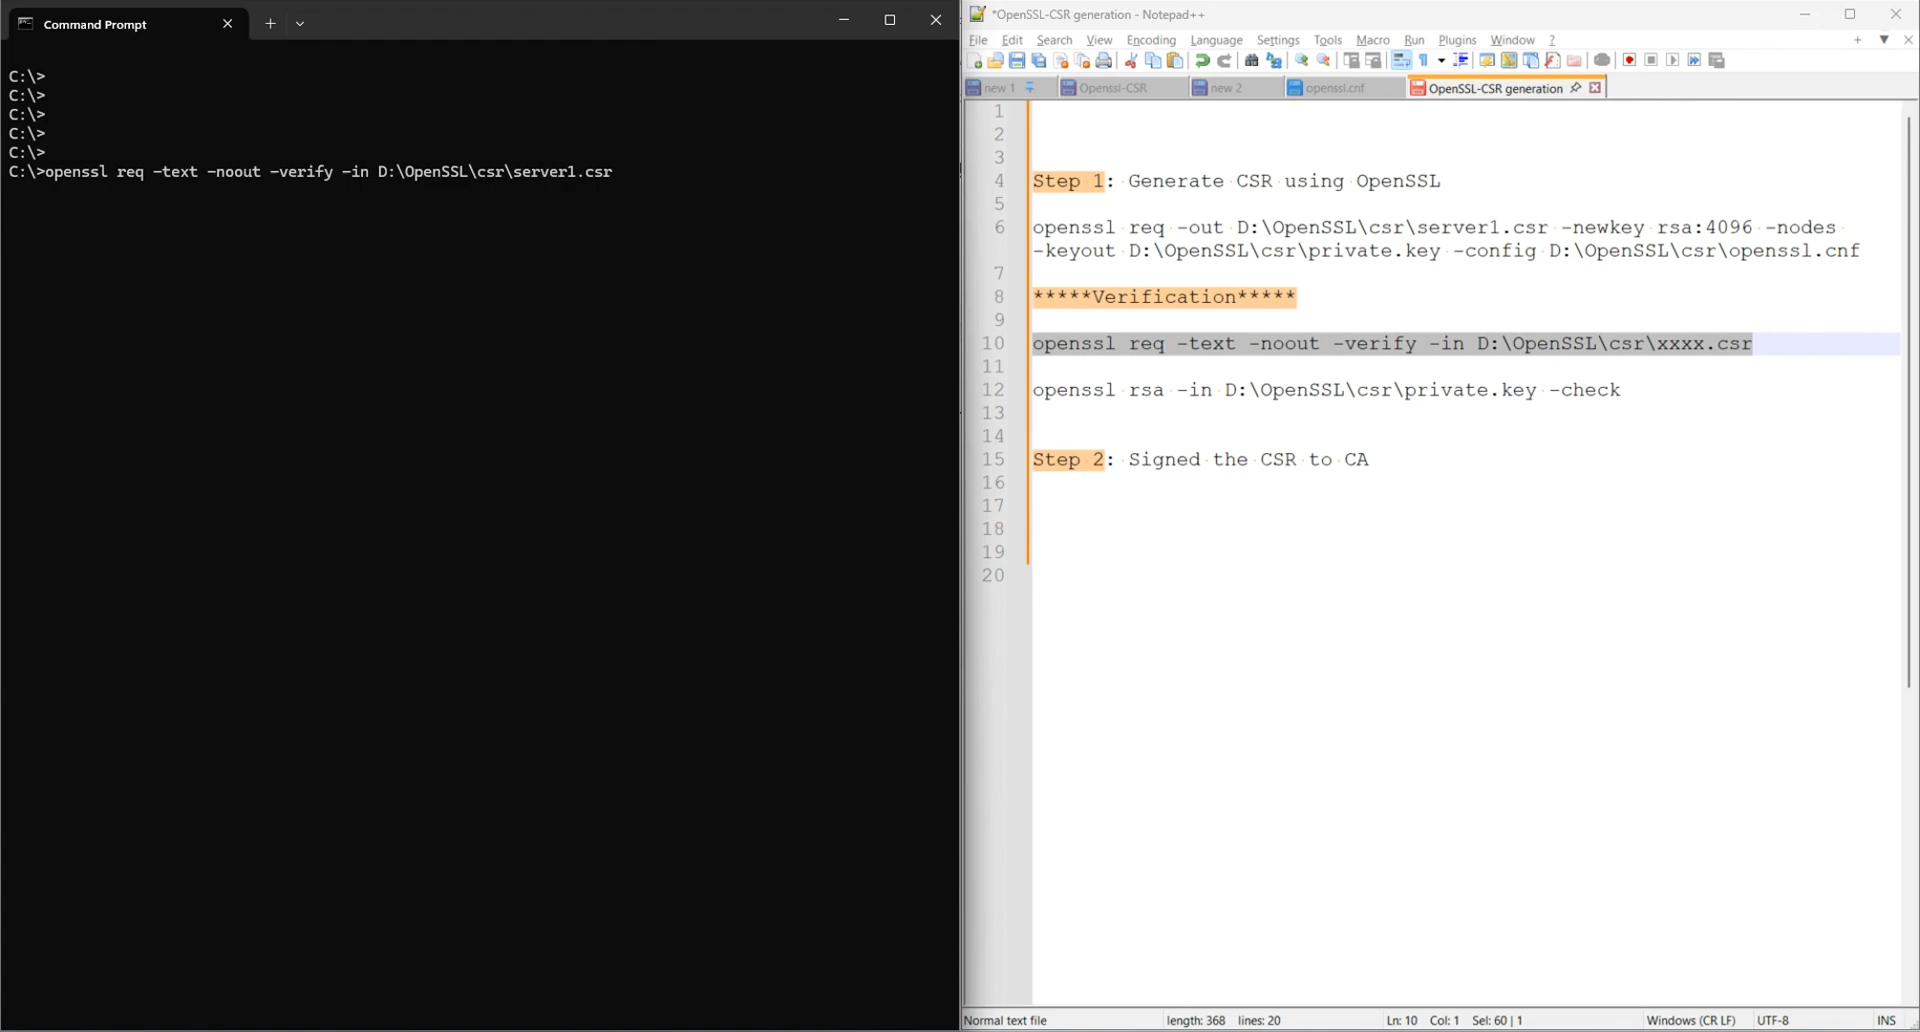 Command Prompt
C:\>
C:\>
C:\>
C:\>
C:\>
C:\>openssl req -text -noout -verify -in D:\OpenSSL\csr\server1.csr
*OpenSSL-CSR generation - Notepad++
File Edit Search View Encoding Language Settings Tools Macro Run Plugins Window ?
new 1 Openssl-CSR new 2 openssl.cnf OpenSSL-CSR generation
1
2
3
4 Step 1: Generate CSR using OpenSSL
5
6 openssl req -out D:\OpenSSL\csr\server1.csr -newkey rsa:4096 -nodes
-keyout D:\OpenSSL\csr\private.key -config D:\OpenSSL\csr\openssl.cnf
7
8 *****Verification*****
9
10 openssl req -text -noout -verify -in D:\OpenSSL\csr\xxxx.csr
11
12 openssl rsa -in D:\OpenSSL\csr\private.key -check
13
14
15 Step 2: Signed the CSR to CA
16
17
18
19
20
Normal text file length: 368 lines: 20 Ln: 10 Col: 1 Sel: 60 | 1 Windows (CR LF) UTF-8 INS